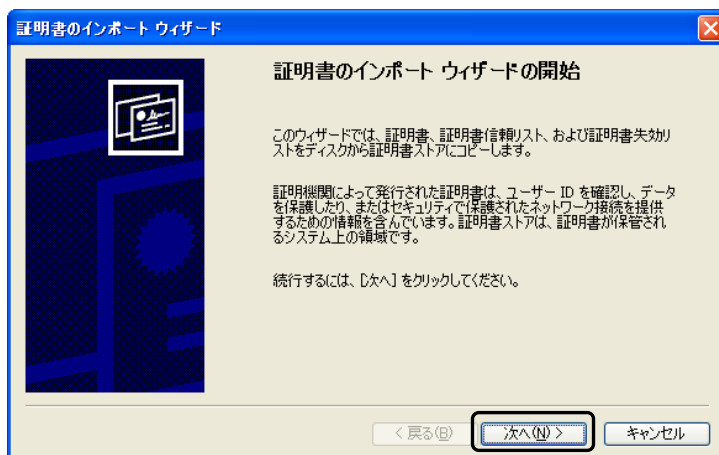 証明書のインポート ウィザード
証明書のインポート ウィザードの開始
このウィザードでは、証明書、証明書信頼リスト、および証明書失効リ
ストをディスクから証明書ストアにコピーします。
証明機関によって発行された証明書は、ユーザー ID を確認し、データ
を保護したり、またはセキュリティで保護されたネットワーク接続を提供
するための情報を含んでいます。証明書ストアは、証明書が保管され
るシステム上の領域です。
続行するには、[次へ] をクリックしてください。
< 戻る(B)
次へ(N) >
キャンセル